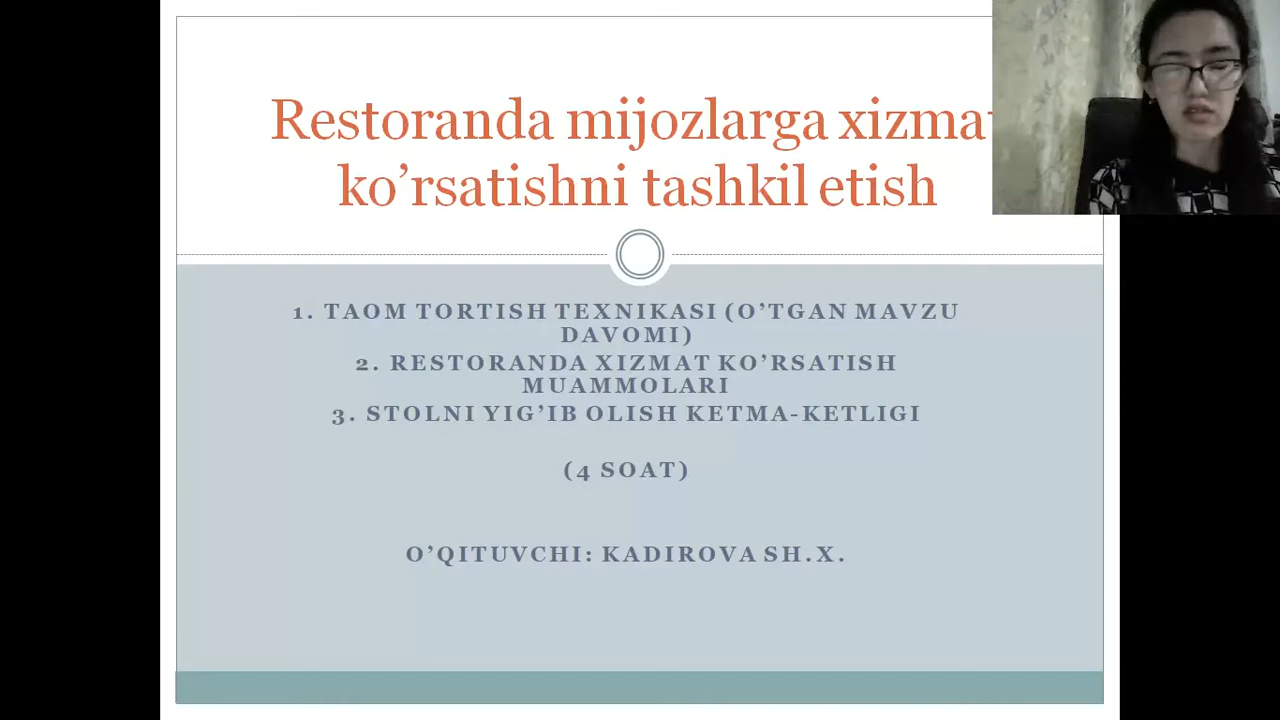 Restoranda mijozlarga xizmat
ko’rsatishni tashkil etish
1. TAOM TORTISH TEXNIKASI (O’TGAN MAVZU
DAVOMI)
2. RESTORANDA XIZMAT KO’RSATISH
MUAMMOLARI
3. STOLNI YIG’IB OLISH KETMA-KETLIGI
(4 SOAT)
O’QITUVCHI: KADIROVA SH.X.